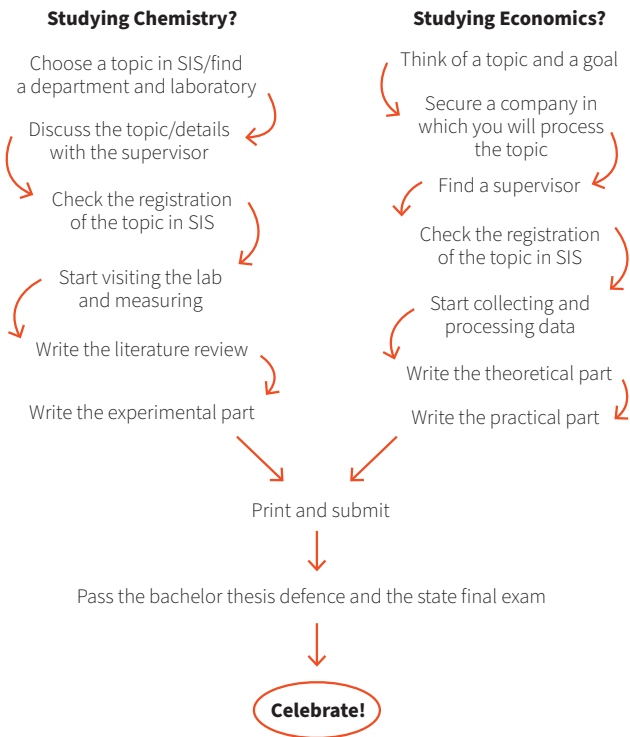 Studying Chemistry?
Choose a topic in SIS/find
a department and laboratory
Discuss the topic/details
with the supervisor
Check the registration
of the topic in SIS
Start visiting the lab
and measuring
Write the literature review
Write the experimental part
Studying Economics?
Think of a topic and a goal
Secure a company in
which you will process
the topic
Find a supervisor
Check the registration
of the topic in SIS
Start collecting and
processing data
Write the theoretical part
Write the practical part
Print and submit
Pass the bachelor thesis defence and the state final exam
Celebrate!